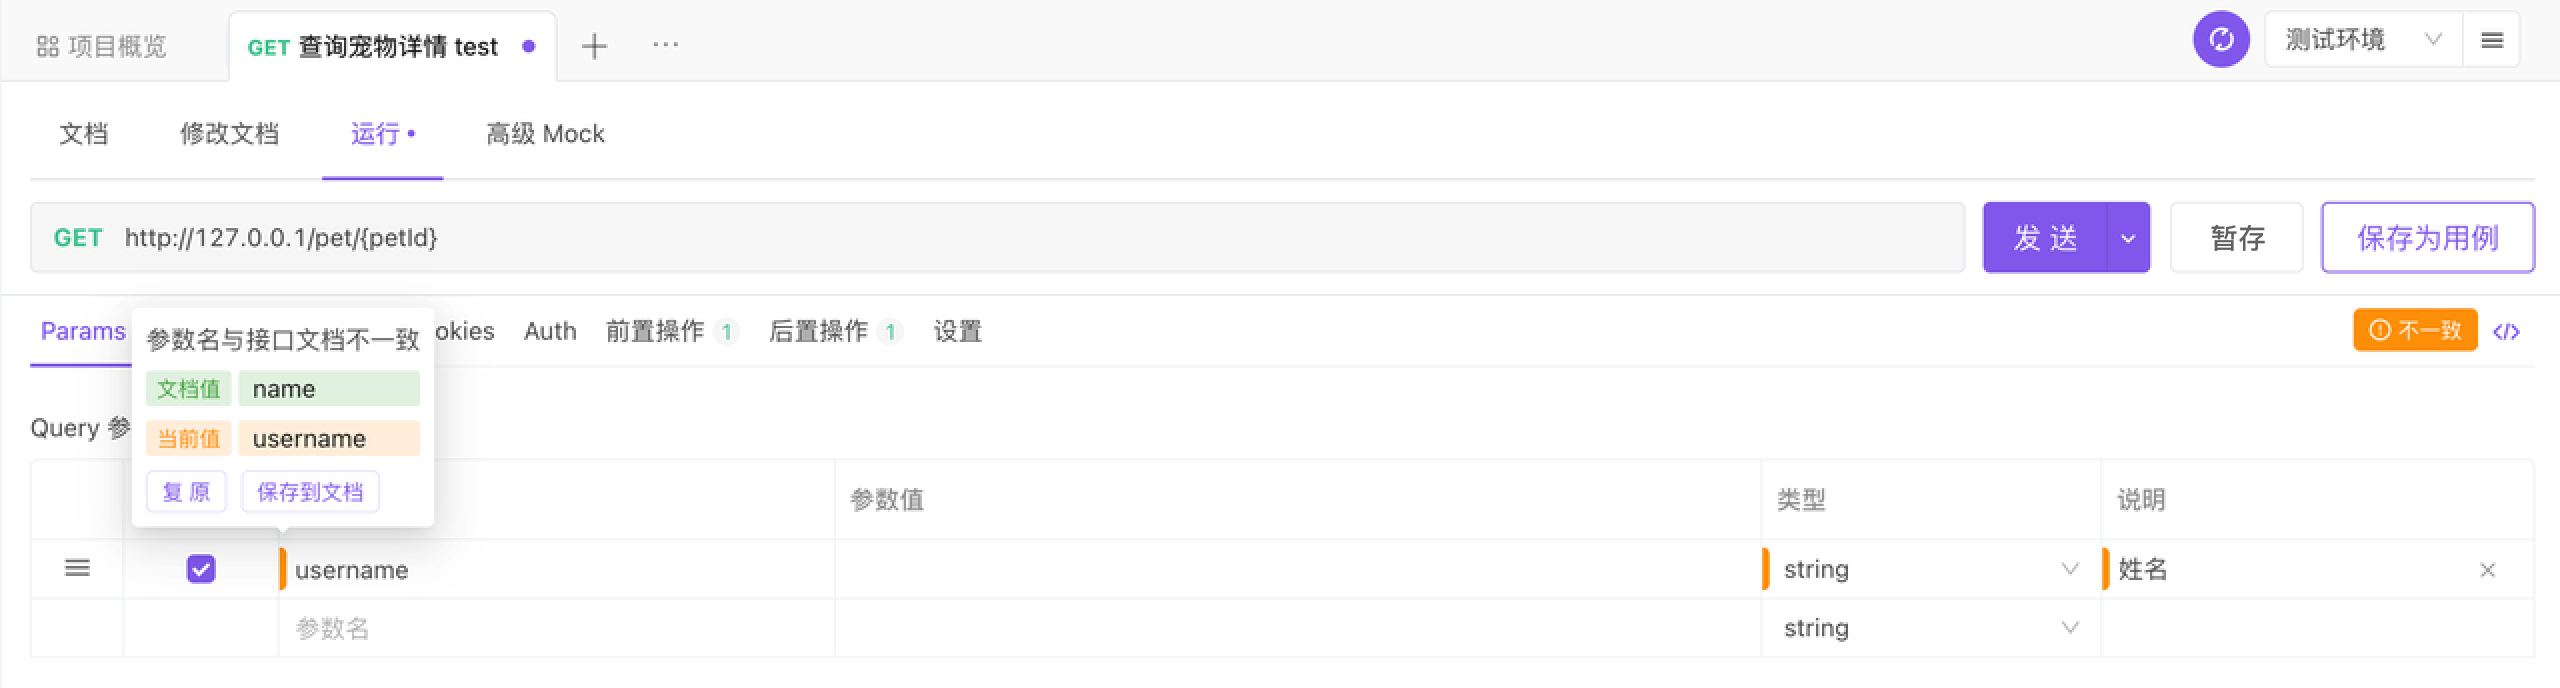 项目概览 GET 查询宠物详情 test 测试环境
文档 修改文档 运行 高级 Mock
GET http://127.0.0.1/pet/{petId} 发 送 暂存 保存为用例
Params okies Auth 前置操作 1 后置操作 1 设置 不一致 </>
参数名与接口文档不一致
文档值 name
当前值 username
复 原 保存到文档
Query 参
参数值 类型 说明
username string 姓名
参数名 string